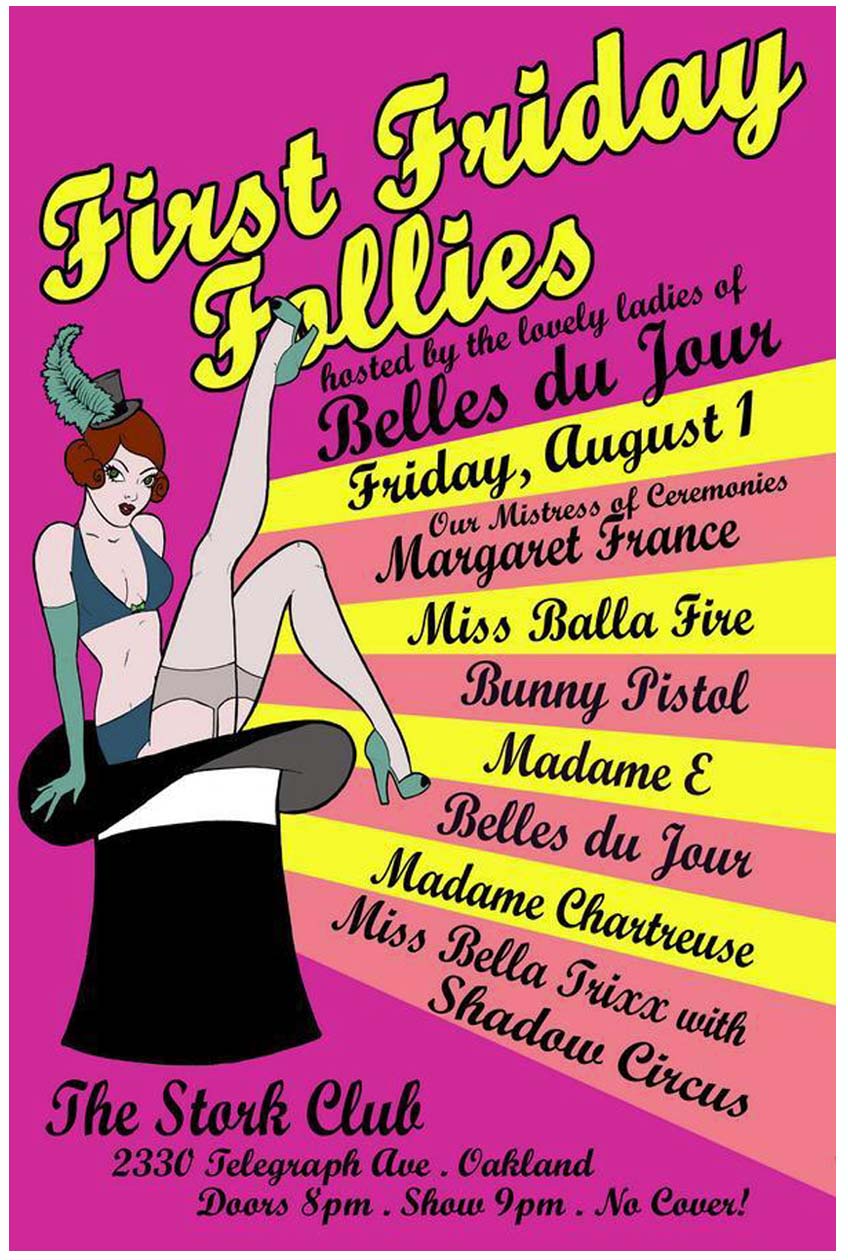 First Friday
Follies
hosted by the lovely ladies of
Belles du Jour
Friday, August 1
Our Mistress of Ceremonies
Margaret France
Miss Balla Fire
Bunny Pistol
Madame E
Belles du Jour
Madame Chartreuse
Miss Bella Trixx with
Shadow Circus
The Stork Club
2330 Telegraph Ave . Oakland
Doors 8pm . Show 9pm . No Cover!